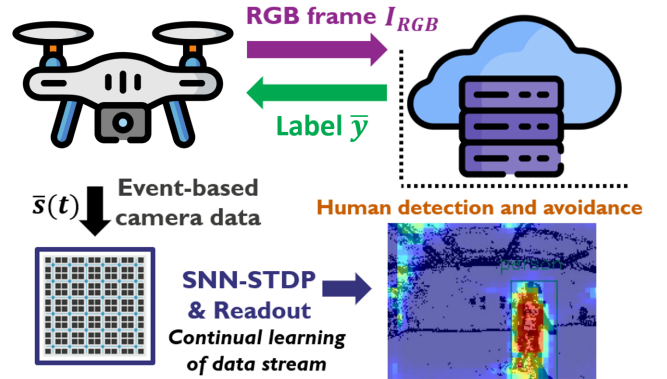 RGB frame I_RGB
Label ȳ
s̄(t)
Event-based
camera data
Human detection and avoidance
SNN-STDP
& Readout
Continual learning
of data stream
person